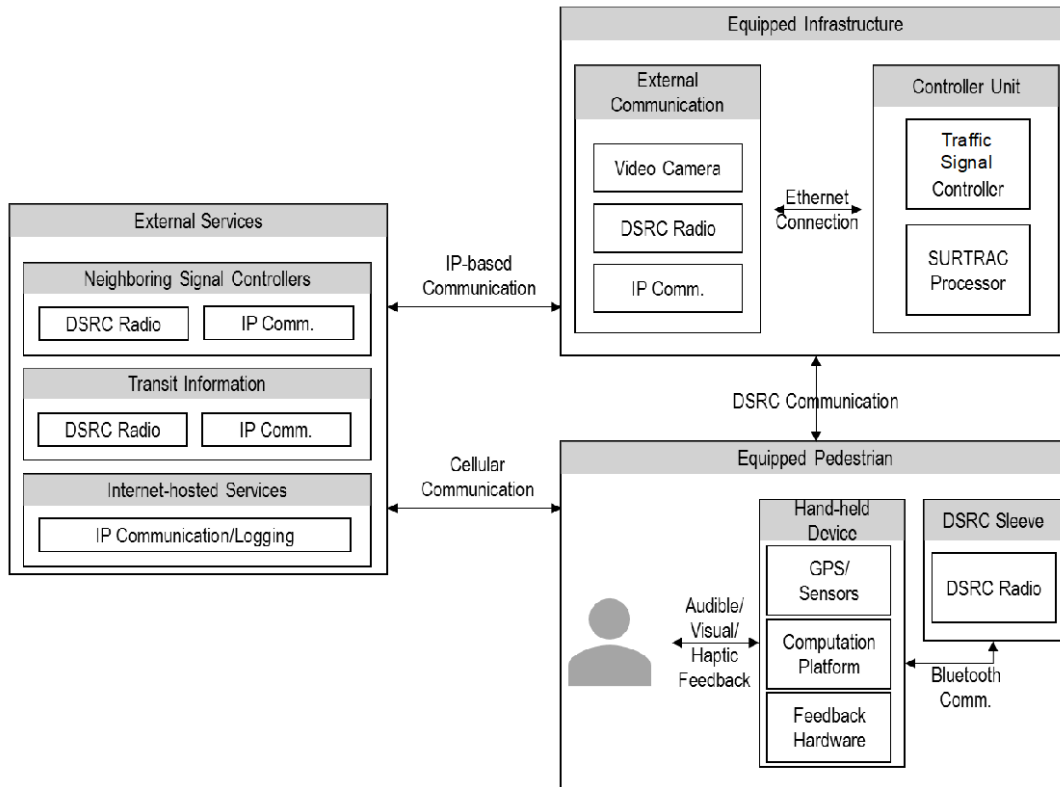 Equipped Infrastructure
External
Communication
Video Camera
DSRC Radio
IP Comm.
Ethernet
Connection
Controller Unit
Traffic
Signal
Controller
SURTRAC
Processor
External Services
Neighboring Signal Controllers
DSRC Radio
IP Comm.
Transit Information
DSRC Radio
IP Comm.
Internet-hosted Services
IP Communication/Logging
IP-based
Communication
Cellular
Communication
DSRC Communication
Equipped Pedestrian
Audible/
Visual/
Haptic
Feedback
Hand-held
Device
GPS/
Sensors
Computation
Platform
Feedback
Hardware
DSRC Sleeve
DSRC Radio
Bluetooth
Comm.